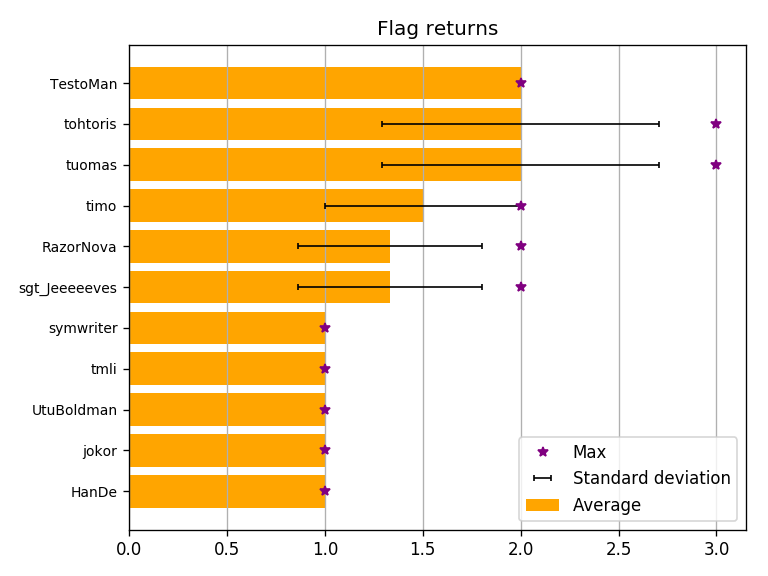 Flag returns
TestoMan
tohtoris
tuomas
timo
RazorNova
sgt_Jeeeeeves
symwriter
tmli
UtuBoldman
jokor
HanDe
Max
Standard deviation
Average
0.0 0.5 1.0 1.5 2.0 2.5 3.0